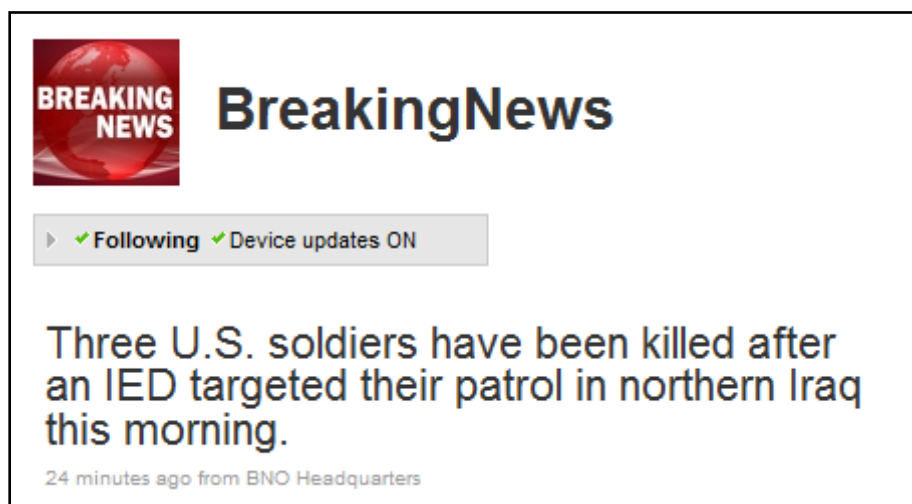 BREAKING
NEWS
BreakingNews
Following Device updates ON
Three U.S. soldiers have been killed after
an IED targeted their patrol in northern Iraq
this morning.
24 minutes ago from BNO Headquarters